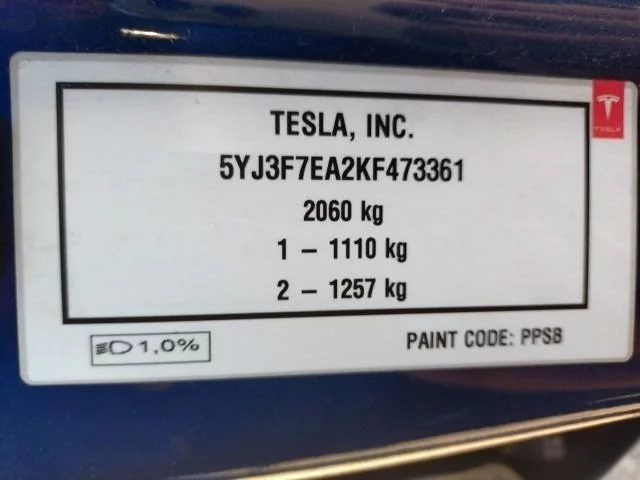 TESLA, INC.
TESLA
5YJ3F7EA2KF473361
2060 kg
1 – 1110 kg
2 – 1257 kg
1.0%
PAINT CODE: PPSB